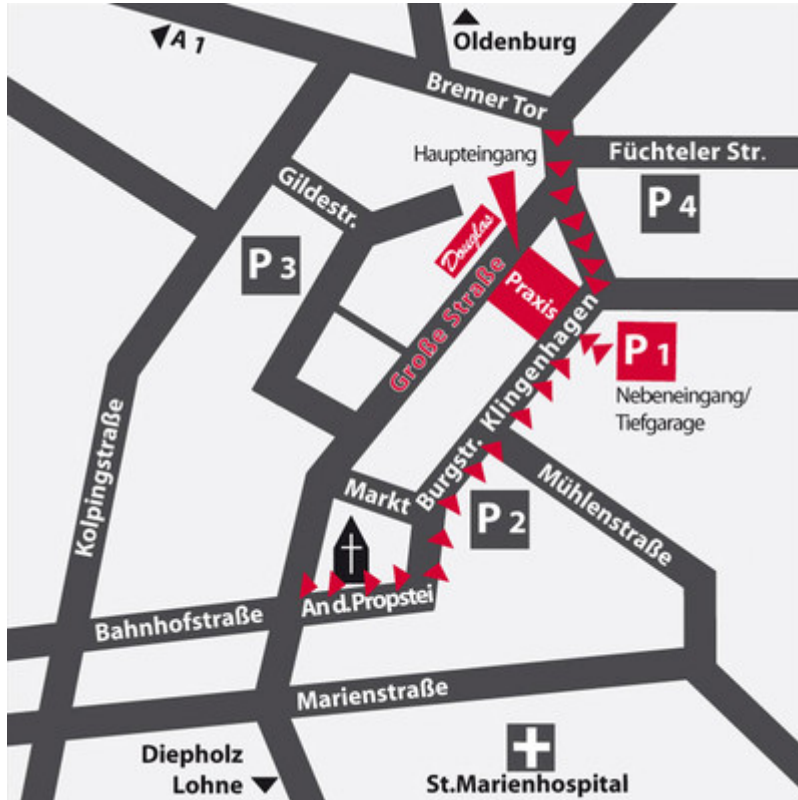 A 1
Oldenburg
Bremer Tor
Haupteingang
Füchteler Str.
Gildestr.
P 4
Douglas
P 3
Große Straße
Praxis
Klingenhagen
P 1
Nebeneingang/
Tiefgarage
Kolpingstraße
Burgstr.
Markt
P 2
Mühlenstraße
An d. Propstei
Bahnhofstraße
Marienstraße
Diepholz
Lohne
St.Marienhospital